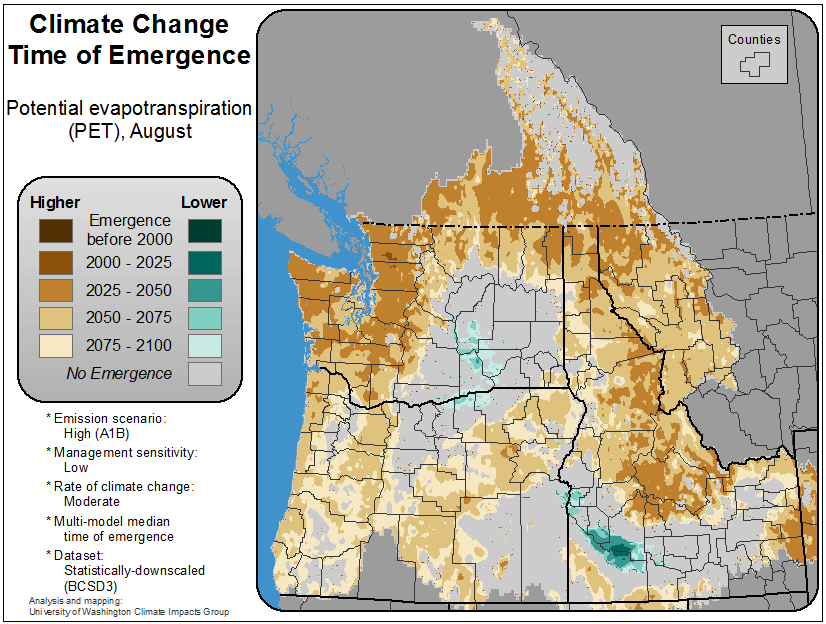 Climate Change
Time of Emergence
Potential evapotranspiration
(PET), August
Higher Lower
Emergence
before 2000
2000 - 2025
2025 - 2050
2050 - 2075
2075 - 2100
No Emergence
* Emission scenario:
High (A1B)
* Management sensitivity:
Low
* Rate of climate change:
Moderate
* Multi-model median
time of emergence
* Dataset:
Statistically-downscaled
(BCSD3)
Analysis and mapping:
University of Washington Climate Impacts Group
Counties